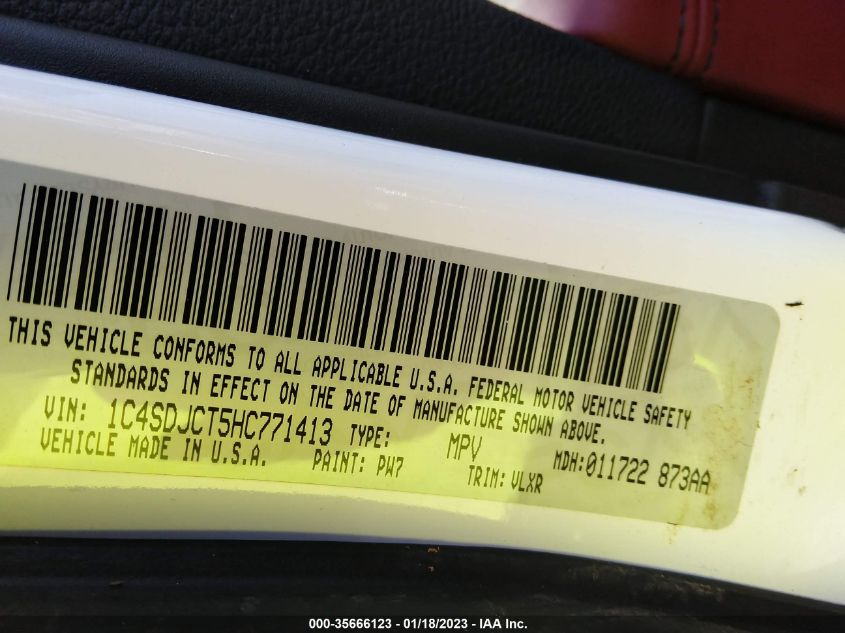 THIS VEHICLE CONFORMS TO ALL APPLICABLE U.S.A. FEDERAL MOTOR VEHICLE SAFETY
STANDARDS IN EFFECT ON THE DATE OF MANUFACTURE SHOWN ABOVE.
VIN: 1C4SDJCT5HC771413 TYPE: MPV MDH:011722 873AA
VEHICLE MADE IN U.S.A. PAINT: PW7 TRIM: VLXR
000-35666123 - 01/18/2023 - IAA Inc.